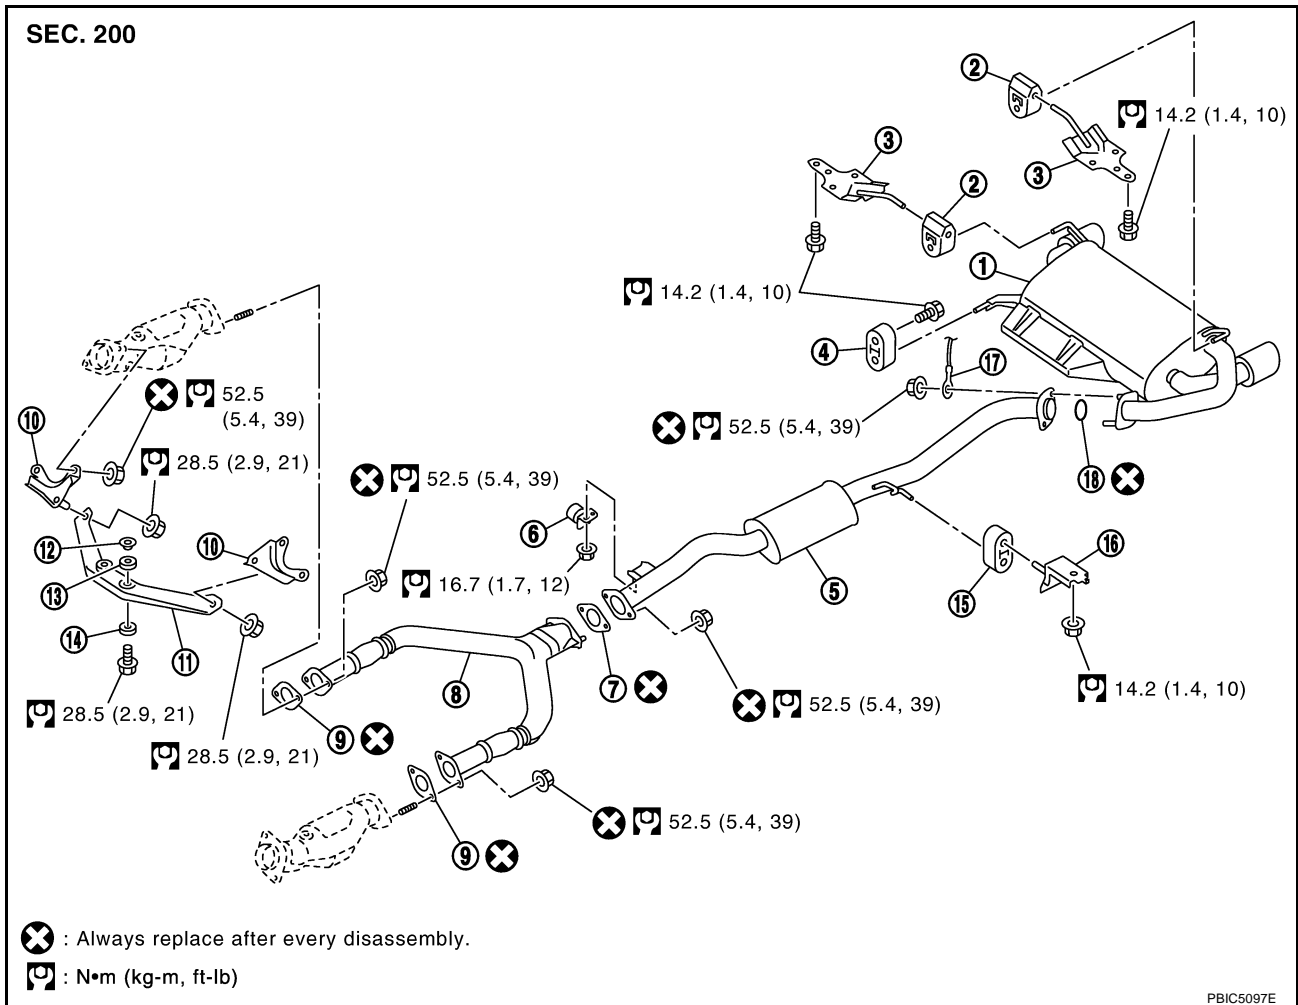 SEC. 200
2
14.2 (1.4, 10)
3
3
2
1
14.2 (1.4, 10)
4
17
52.5
(5.4, 39)
10
52.5 (5.4, 39)
28.5 (2.9, 21)
52.5 (5.4, 39)
18
6
12
10
16
16.7 (1.7, 12)
5
13
15
14
11
8
7
14.2 (1.4, 10)
28.5 (2.9, 21)
52.5 (5.4, 39)
9
28.5 (2.9, 21)
52.5 (5.4, 39)
9
: Always replace after every disassembly.
: N•m (kg-m, ft-lb)
PBIC5097E